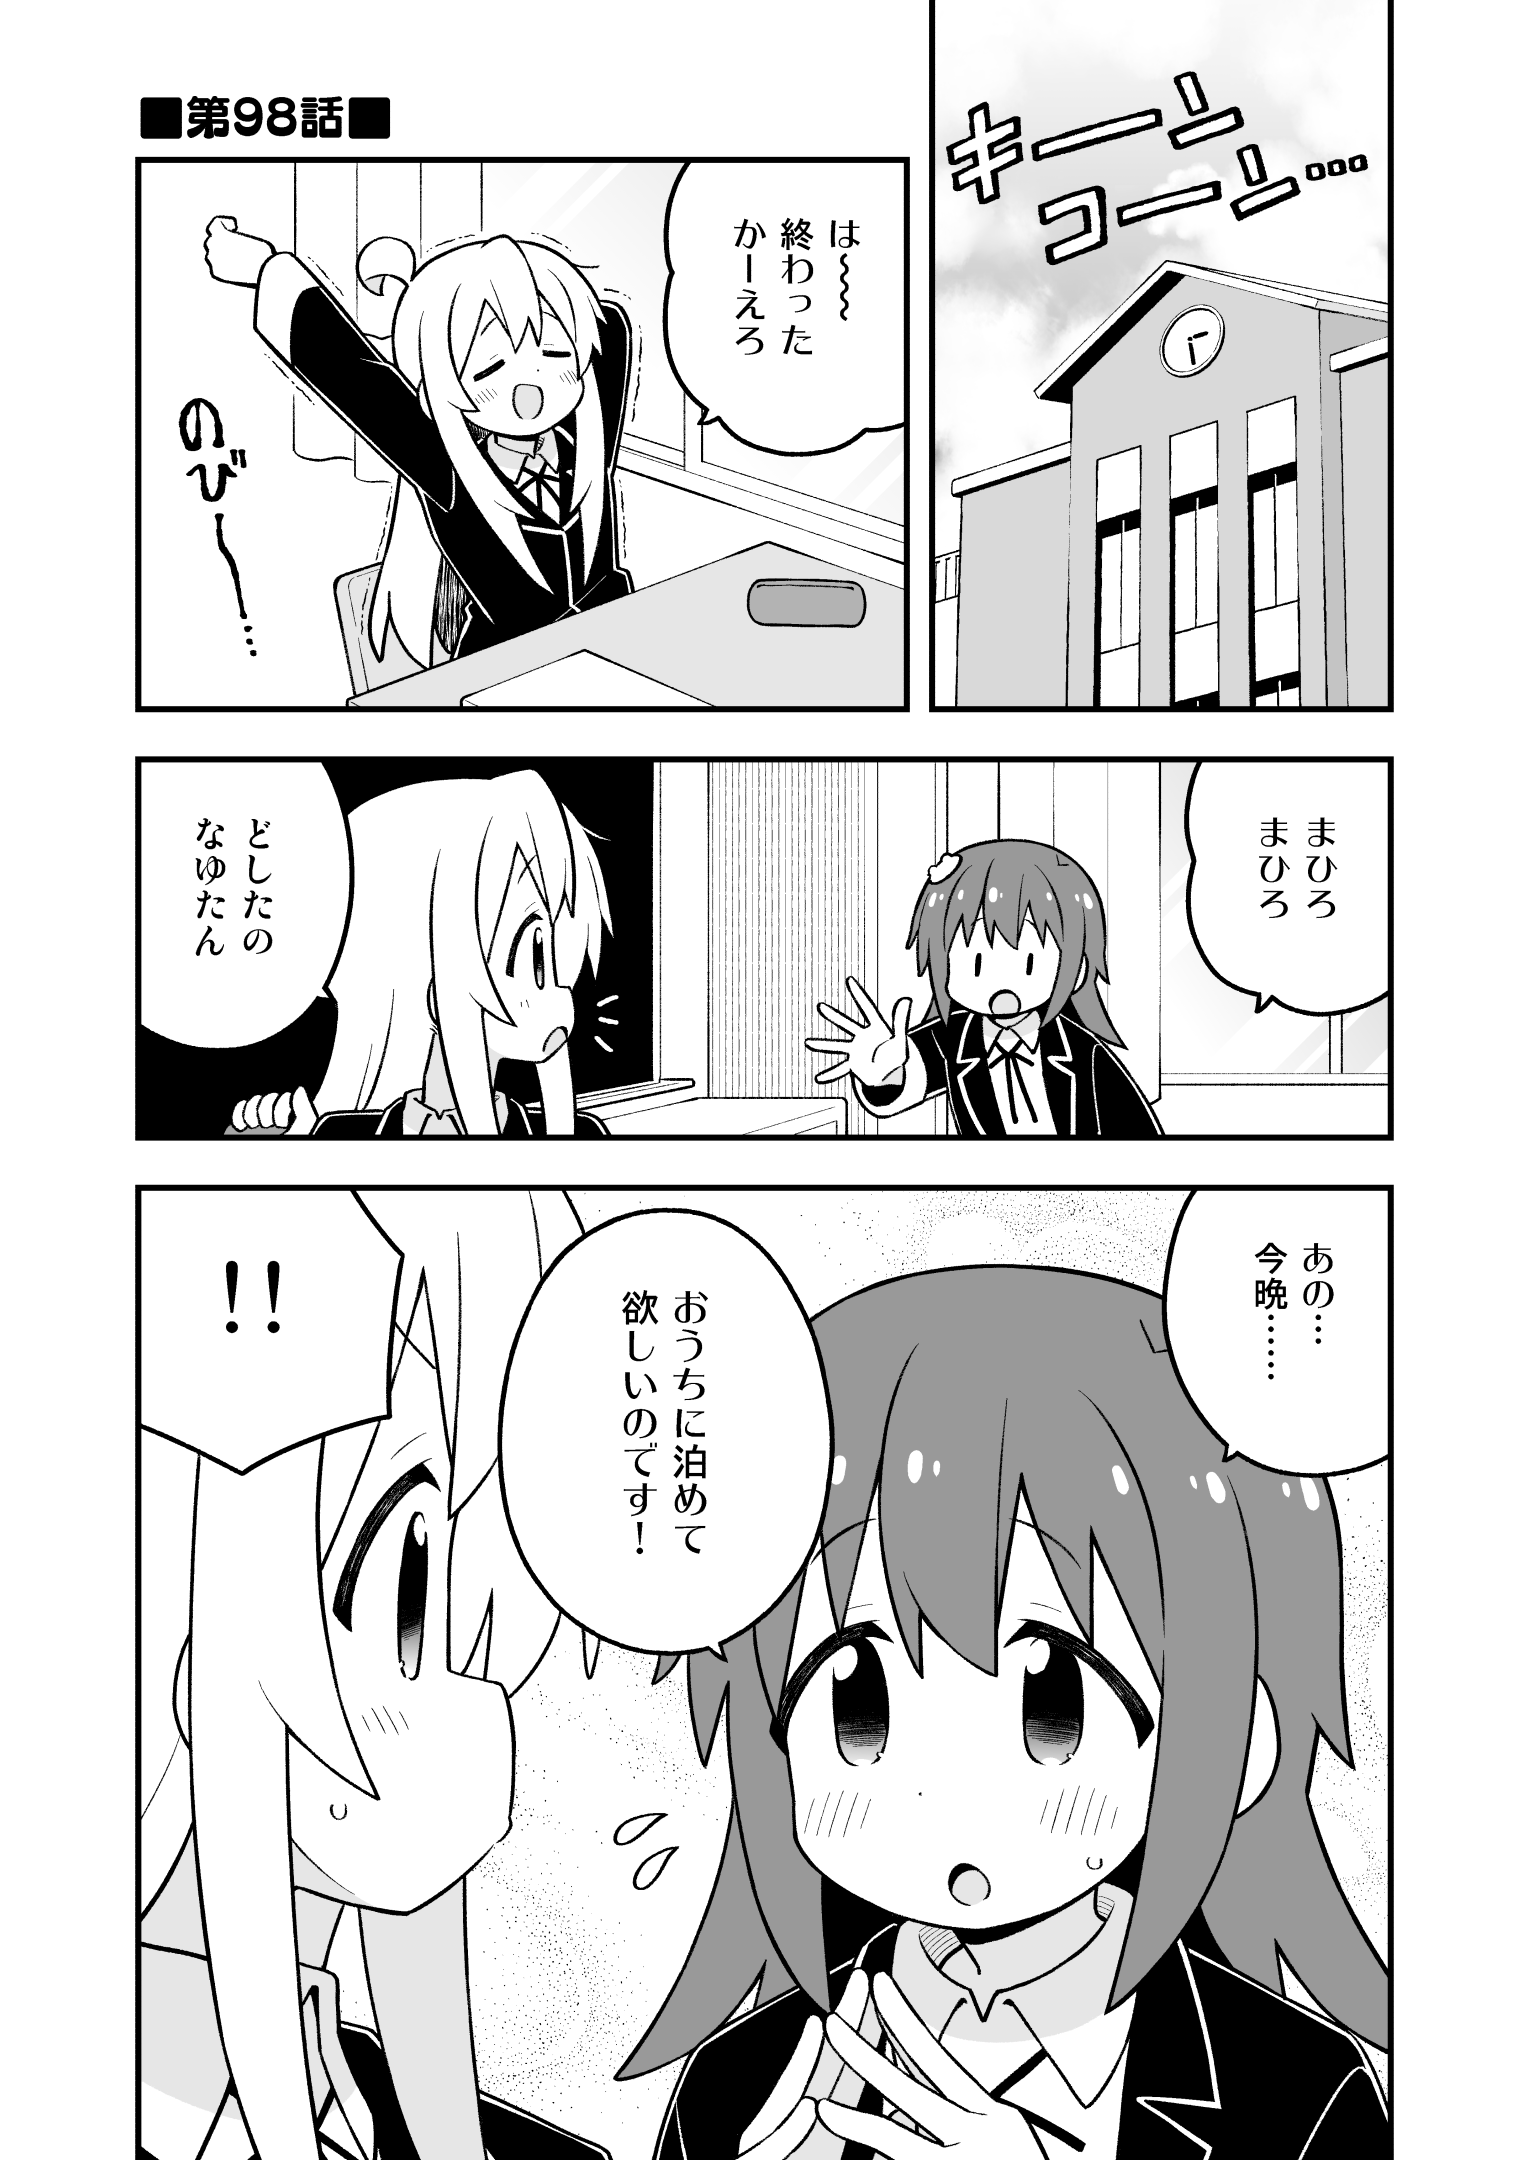 ■第98話■
キーン
コーン…
は～～～
終わった
かーえろ
のびーー…
まひろ
まひろ
どしたの
なゆたん
あの…
今晩……
おうちに泊めて
欲しいのです！
！！